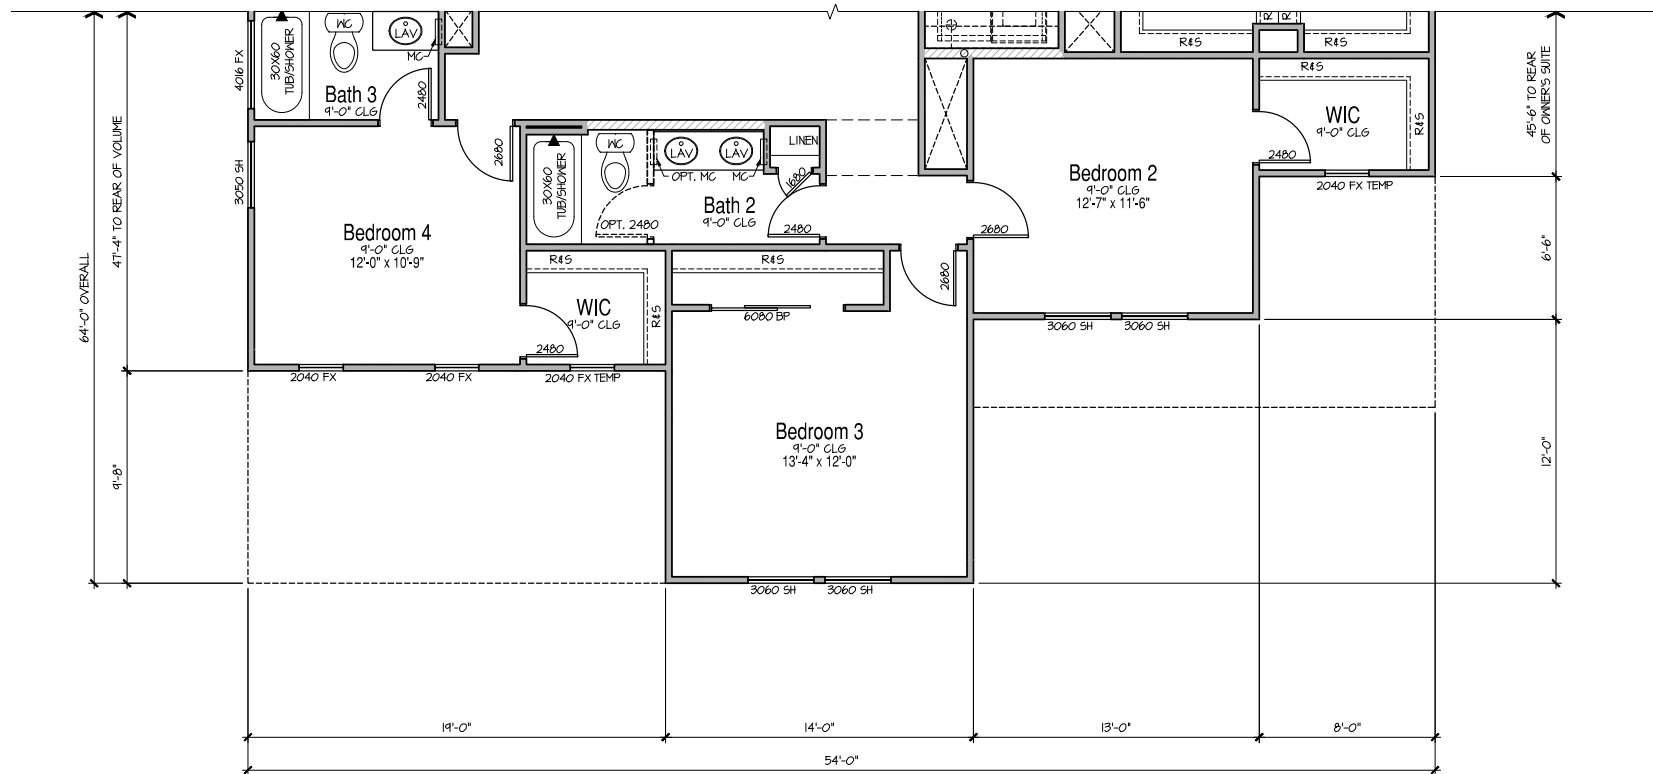 WC
LAV
MC
30X60
TUB/SHOWER
4016 FX
Bath 3
9'-0" CLG
2480
R&S
R&S
R
R
R&S
WIC
9'-0" CLG
R&S
2480
2040 FX TEMP
45'-6" TO REAR
OF OWNER'S SUITE
47'-4" TO REAR OF VOLUME
64'-0" OVERALL
3050 SH
2680
30X60
TUB/SHOWER
WC
LAV
LAV
OPT. MC
MC
LINEN
1680
Bath 2
9'-0" CLG
OPT. 2480
2480
Bedroom 2
9'-0" CLG
12'-7" x 11'-6"
2680
2680
6'-6"
Bedroom 4
9'-0" CLG
12'-0" x 10'-9"
R&S
R&S
WIC
9'-0" CLG
R&S
2480
6080 BP
3060 SH
3060 SH
2040 FX
2040 FX
2040 FX TEMP
Bedroom 3
9'-0" CLG
13'-4" x 12'-0"
9'-8"
12'-0"
3060 SH
3060 SH
19'-0"
14'-0"
13'-0"
8'-0"
54'-0"